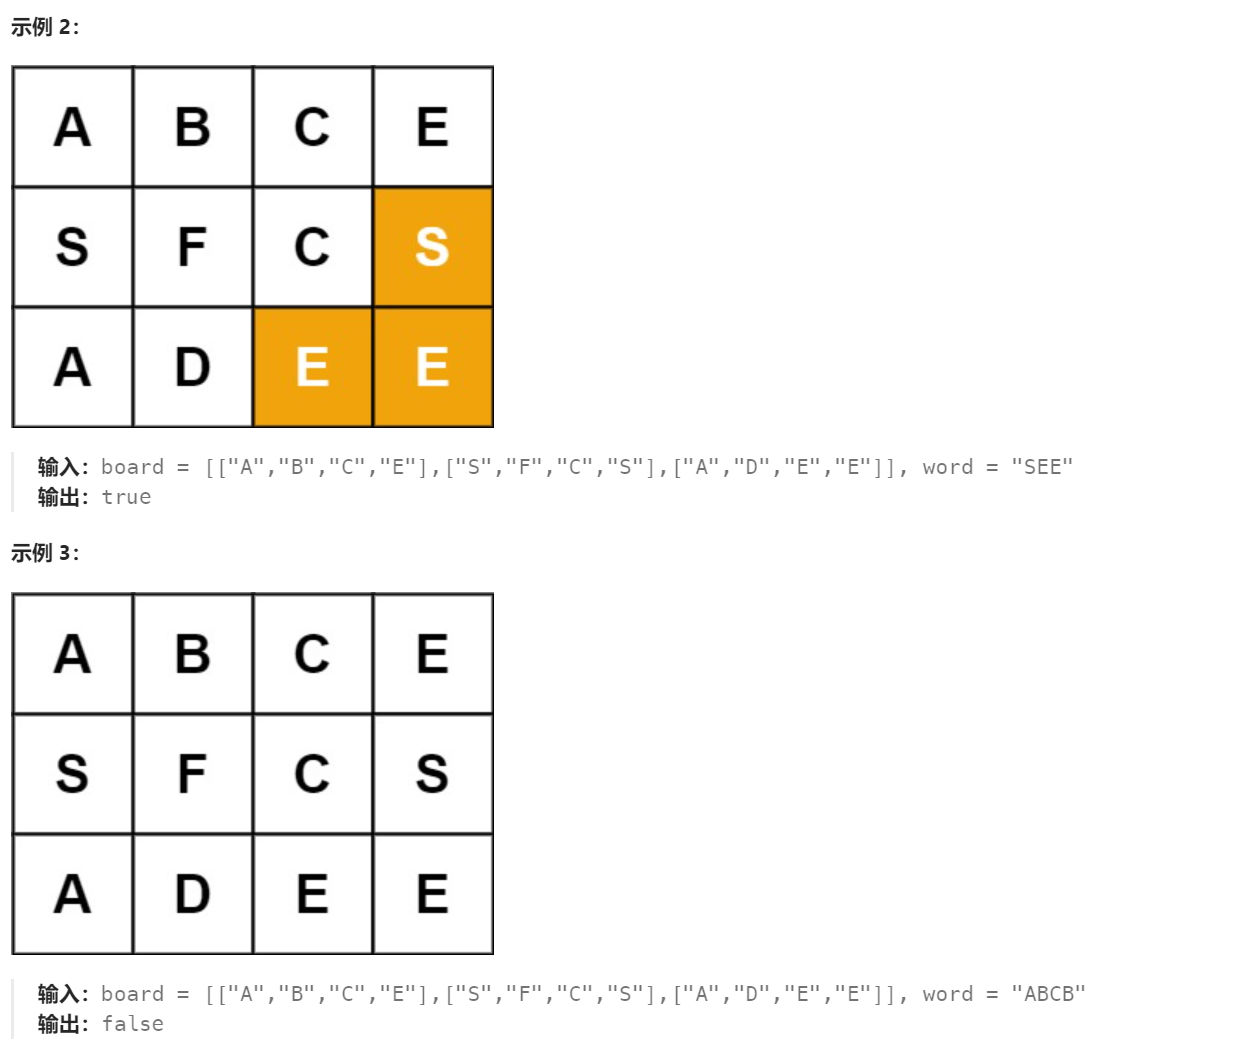 示例 2：
A B C E
S F C S
A D E E
输入：board = [["A","B","C","E"],["S","F","C","S"],["A","D","E","E"]], word = "SEE"
输出：true
示例 3：
A B C E
S F C S
A D E E
输入：board = [["A","B","C","E"],["S","F","C","S"],["A","D","E","E"]], word = "ABCB"
输出：false